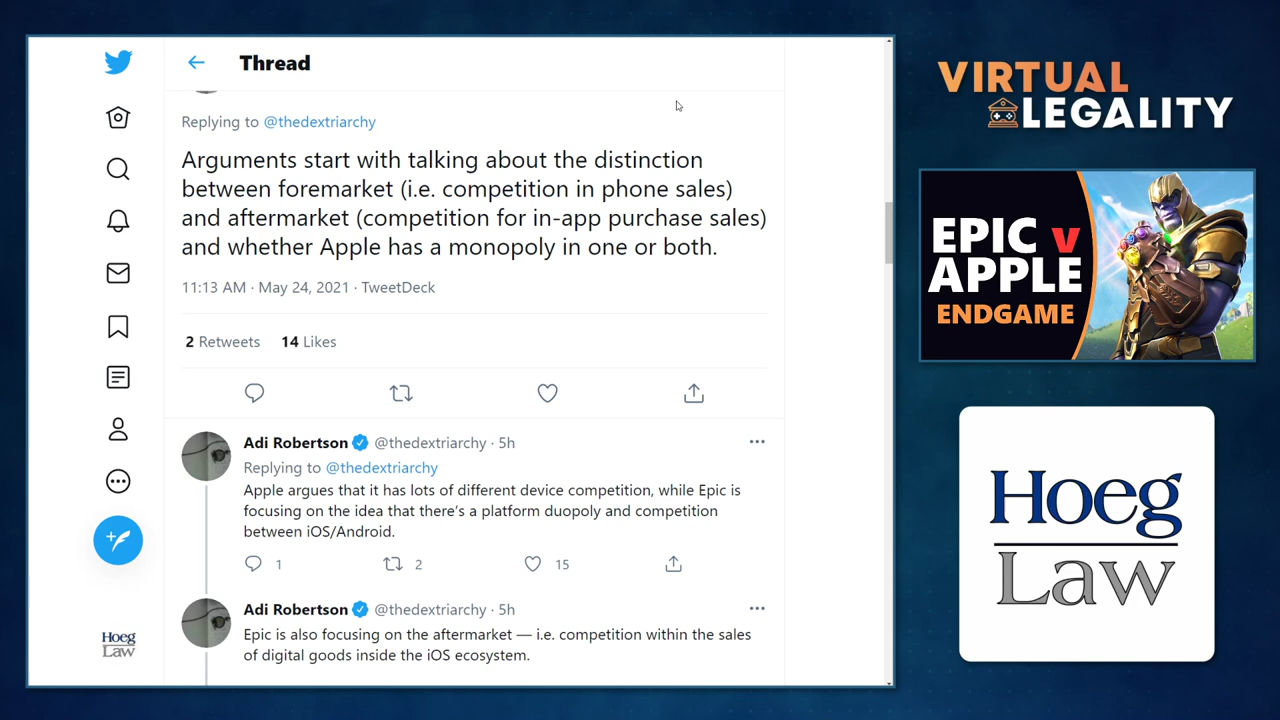 Thread
Replying to @thedextriarchy
Arguments start with talking about the distinction
between foremarket (i.e. competition in phone sales)
and aftermarket (competition for in-app purchase sales)
and whether Apple has a monopoly in one or both.
11:13 AM · May 24, 2021 · TweetDeck
2 Retweets 14 Likes
Adi Robertson @thedextriarchy · 5h
Replying to @thedextriarchy
Apple argues that it has lots of different device competition, while Epic is
focusing on the idea that there's a platform duopoly and competition
between iOS/Android.
1 2 15
Adi Robertson @thedextriarchy · 5h
Epic is also focusing on the aftermarket — i.e. competition within the sales
of digital goods inside the iOS ecosystem.
Hoeg
Law
VIRTUAL
LEGALITY
EPIC v
APPLE
ENDGAME
Hoeg
Law